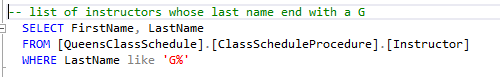 -- list of instructors whose last name end with a G
SELECT FirstName, LastName
FROM [QueensClassSchedule].[ClassScheduleProcedure].[Instructor]
WHERE LastName like 'G%'